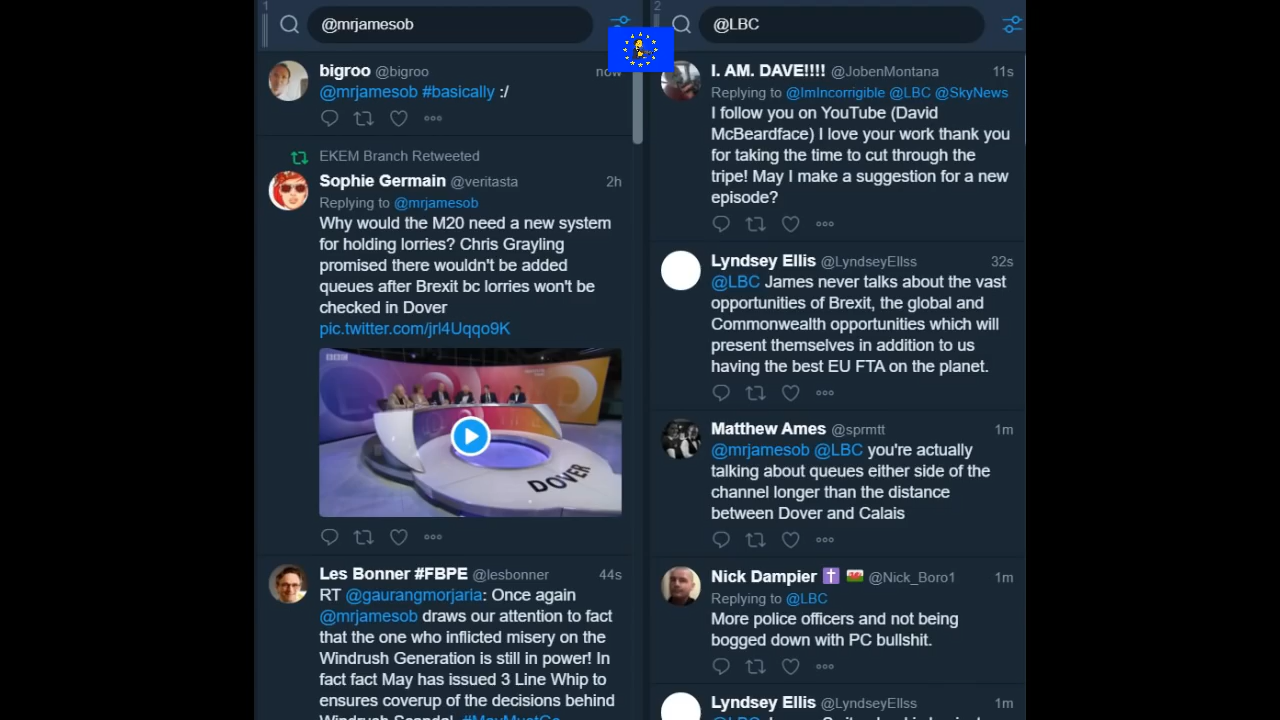 1
@mrjamesob
bigroo @bigroo now
@mrjamesob #basically :/
EKEM Branch Retweeted
Sophie Germain @veritasta 2h
Replying to @mrjamesob
Why would the M20 need a new system
for holding lorries? Chris Grayling
promised there wouldn't be added
queues after Brexit bc lorries won't be
checked in Dover
pic.twitter.com/jrl4Uqqo9K
BBC
DOVER
Les Bonner #FBPE @lesbonner 44s
RT @gaurangmorjaria: Once again
@mrjamesob draws our attention to fact
that the one who inflicted misery on the
Windrush Generation is still in power! In
fact fact May has issued 3 Line Whip to
ensures coverup of the decisions behind
Windrush Scandal. #MayMustGo
2
@LBC
I. AM. DAVE!!!! @JobenMontana 11s
Replying to @ImIncorrigible @LBC @SkyNews
I follow you on YouTube (David
McBeardface) I love your work thank you
for taking the time to cut through the
tripe! May I make a suggestion for a new
episode?
Lyndsey Ellis @LyndseyEllss 32s
@LBC James never talks about the vast
opportunities of Brexit, the global and
Commonwealth opportunities which will
present themselves in addition to us
having the best EU FTA on the planet.
Matthew Ames @sprmtt 1m
@mrjamesob @LBC you're actually
talking about queues either side of the
channel longer than the distance
between Dover and Calais
Nick Dampier @Nick_Boro1 1m
Replying to @LBC
More police officers and not being
bogged down with PC bullshit.
Lyndsey Ellis @LyndseyEllss 1m